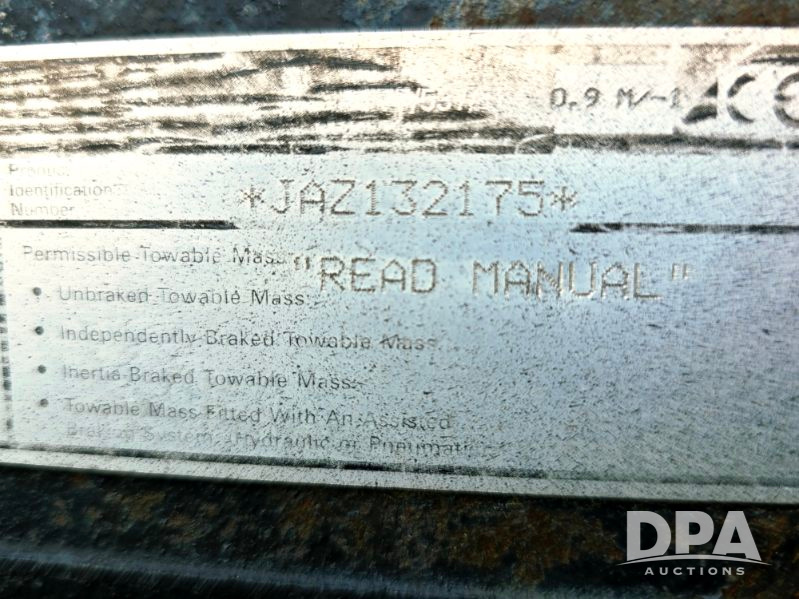 0.9 M/-1
Product
Identification
Number
*JAZ132175*
Permissible Towable Mass "READ MANUAL"
• Unbraked Towable Mass:
• Independently Braked Towable Mass
• Inertia Braked Towable Mass:
• Towable Mass Fitted With An Assisted
Braking System, (Hydraulic or Pneumatic
DPA
AUCTIONS